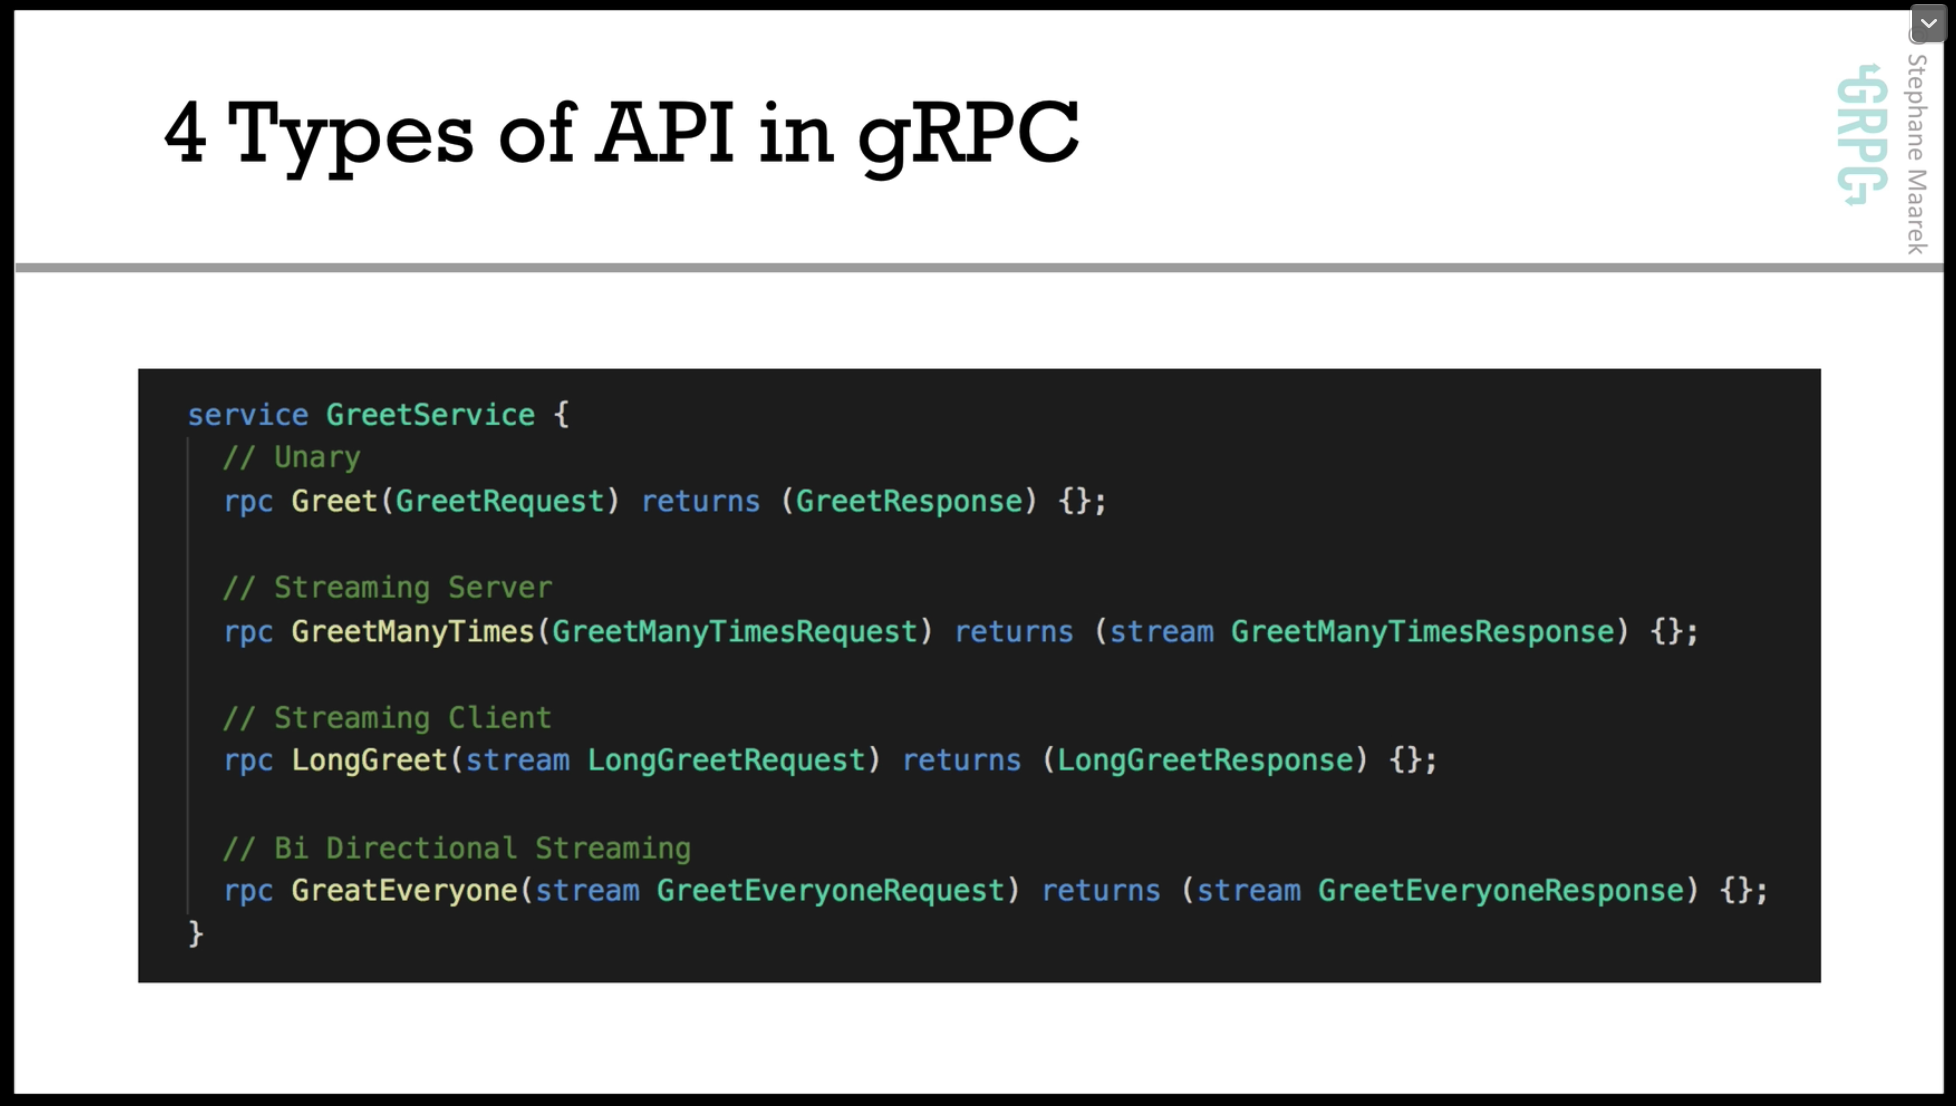 4 Types of API in gRPC
GRPC
© Stephane Maarek
service GreetService {
// Unary
rpc Greet(GreetRequest) returns (GreetResponse) {};
// Streaming Server
rpc GreetManyTimes(GreetManyTimesRequest) returns (stream GreetManyTimesResponse) {};
// Streaming Client
rpc LongGreet(stream LongGreetRequest) returns (LongGreetResponse) {};
// Bi Directional Streaming
rpc GreatEveryone(stream GreetEveryoneRequest) returns (stream GreetEveryoneResponse) {};
}